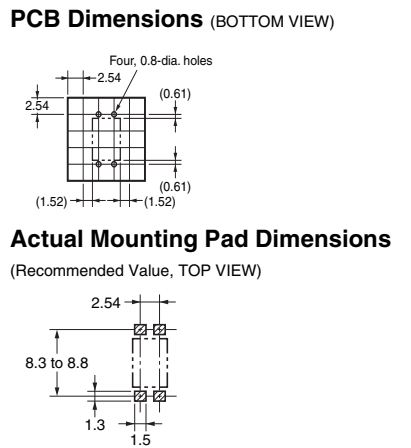 PCB Dimensions (BOTTOM VIEW)
Four, 0.8-dia. holes
2.54
2.54
(0.61)
(0.61)
(1.52)
(1.52)
Actual Mounting Pad Dimensions
(Recommended Value, TOP VIEW)
2.54
8.3 to 8.8
1.3
1.5